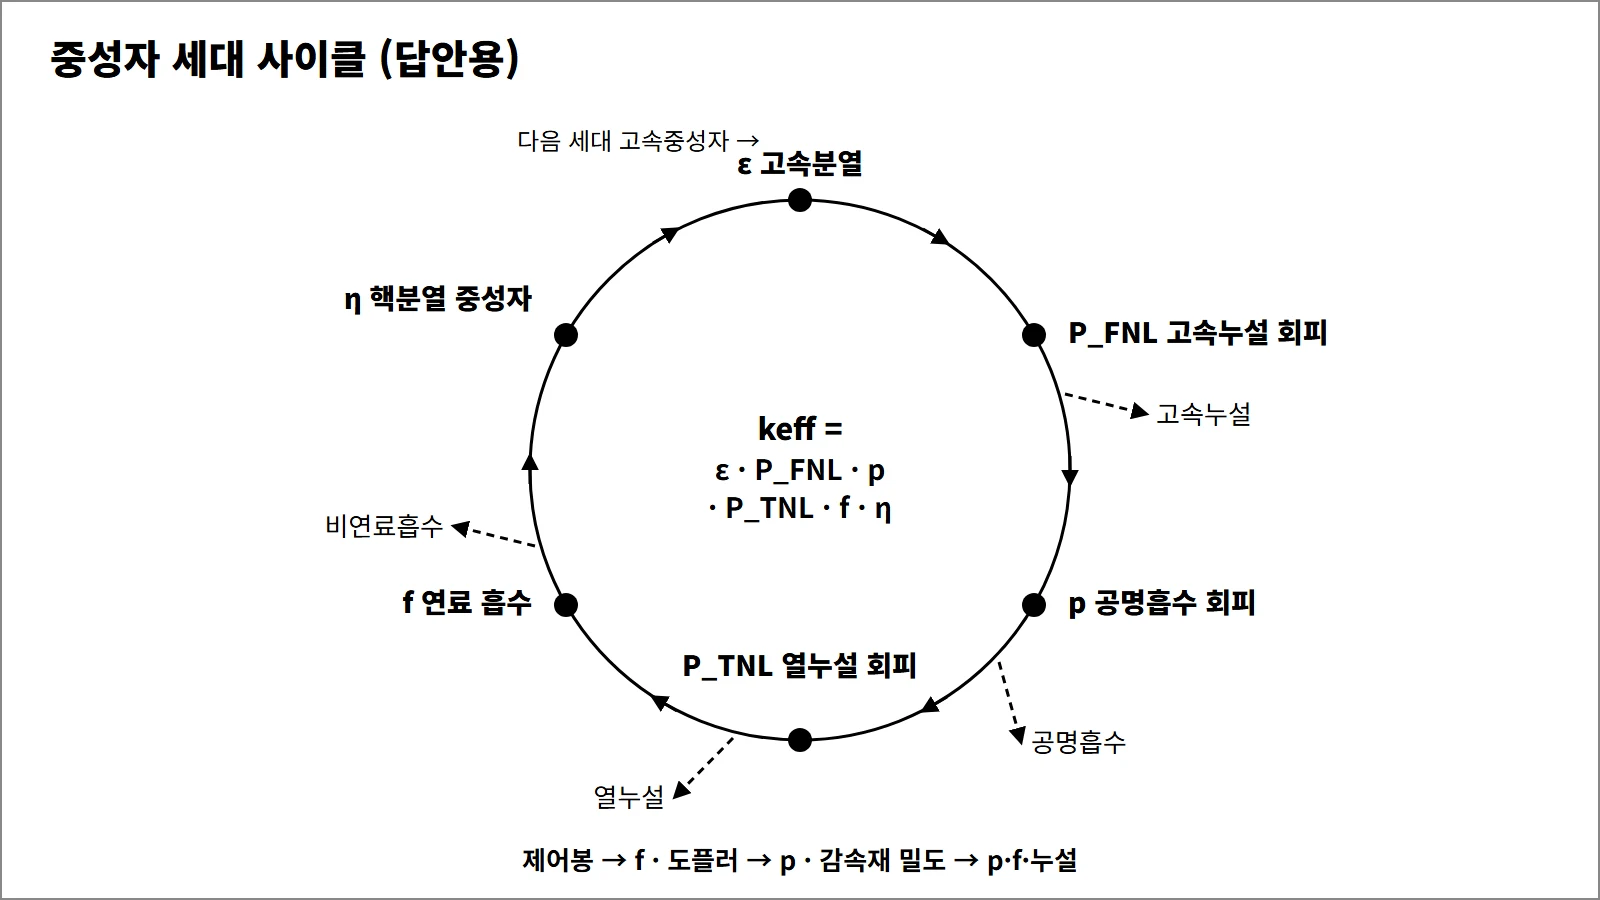 중성자 세대 사이클 (답안용)
다음 세대 고속중성자 →
ε 고속분열
η 핵분열 중성자
P_FNL 고속누설 회피
고속누설
keff =
ε · P_FNL · p
· P_TNL · f · η
비연료흡수
f 연료 흡수
p 공명흡수 회피
P_TNL 열누설 회피
공명흡수
열누설
제어봉 → f · 도플러 → p · 감속재 밀도 → p·f·누설